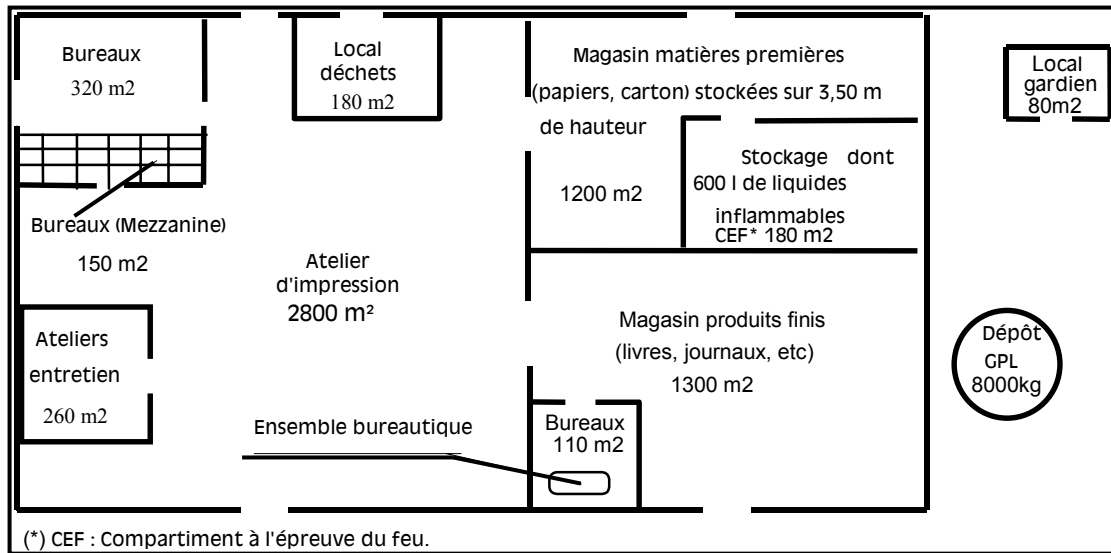 Bureaux
320 m2
Local
déchets
180 m2
Magasin matières premières
(papiers, carton) stockées sur 3,50 m
de hauteur
1200 m2
Stockage dont
600 l de liquides
inflammables
CEF* 180 m2
Local
gardien
80m2
Bureaux (Mezzanine)
150 m2
Atelier
d'impression
2800 m²
Ateliers
entretien
260 m2
Magasin produits finis
(livres, journaux, etc)
1300 m2
Dépôt
GPL
8000kg
Ensemble bureautique
Bureaux
110 m2
(*) CEF : Compartiment à l'épreuve du feu.